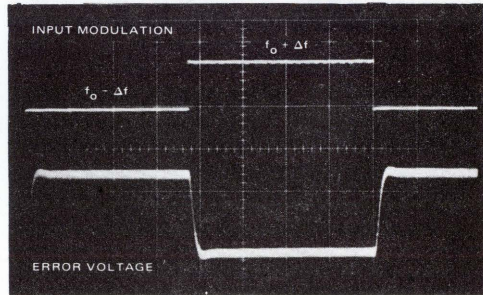 INPUT MODULATION
f₀ + Δf
f₀ − Δf
ERROR VOLTAGE